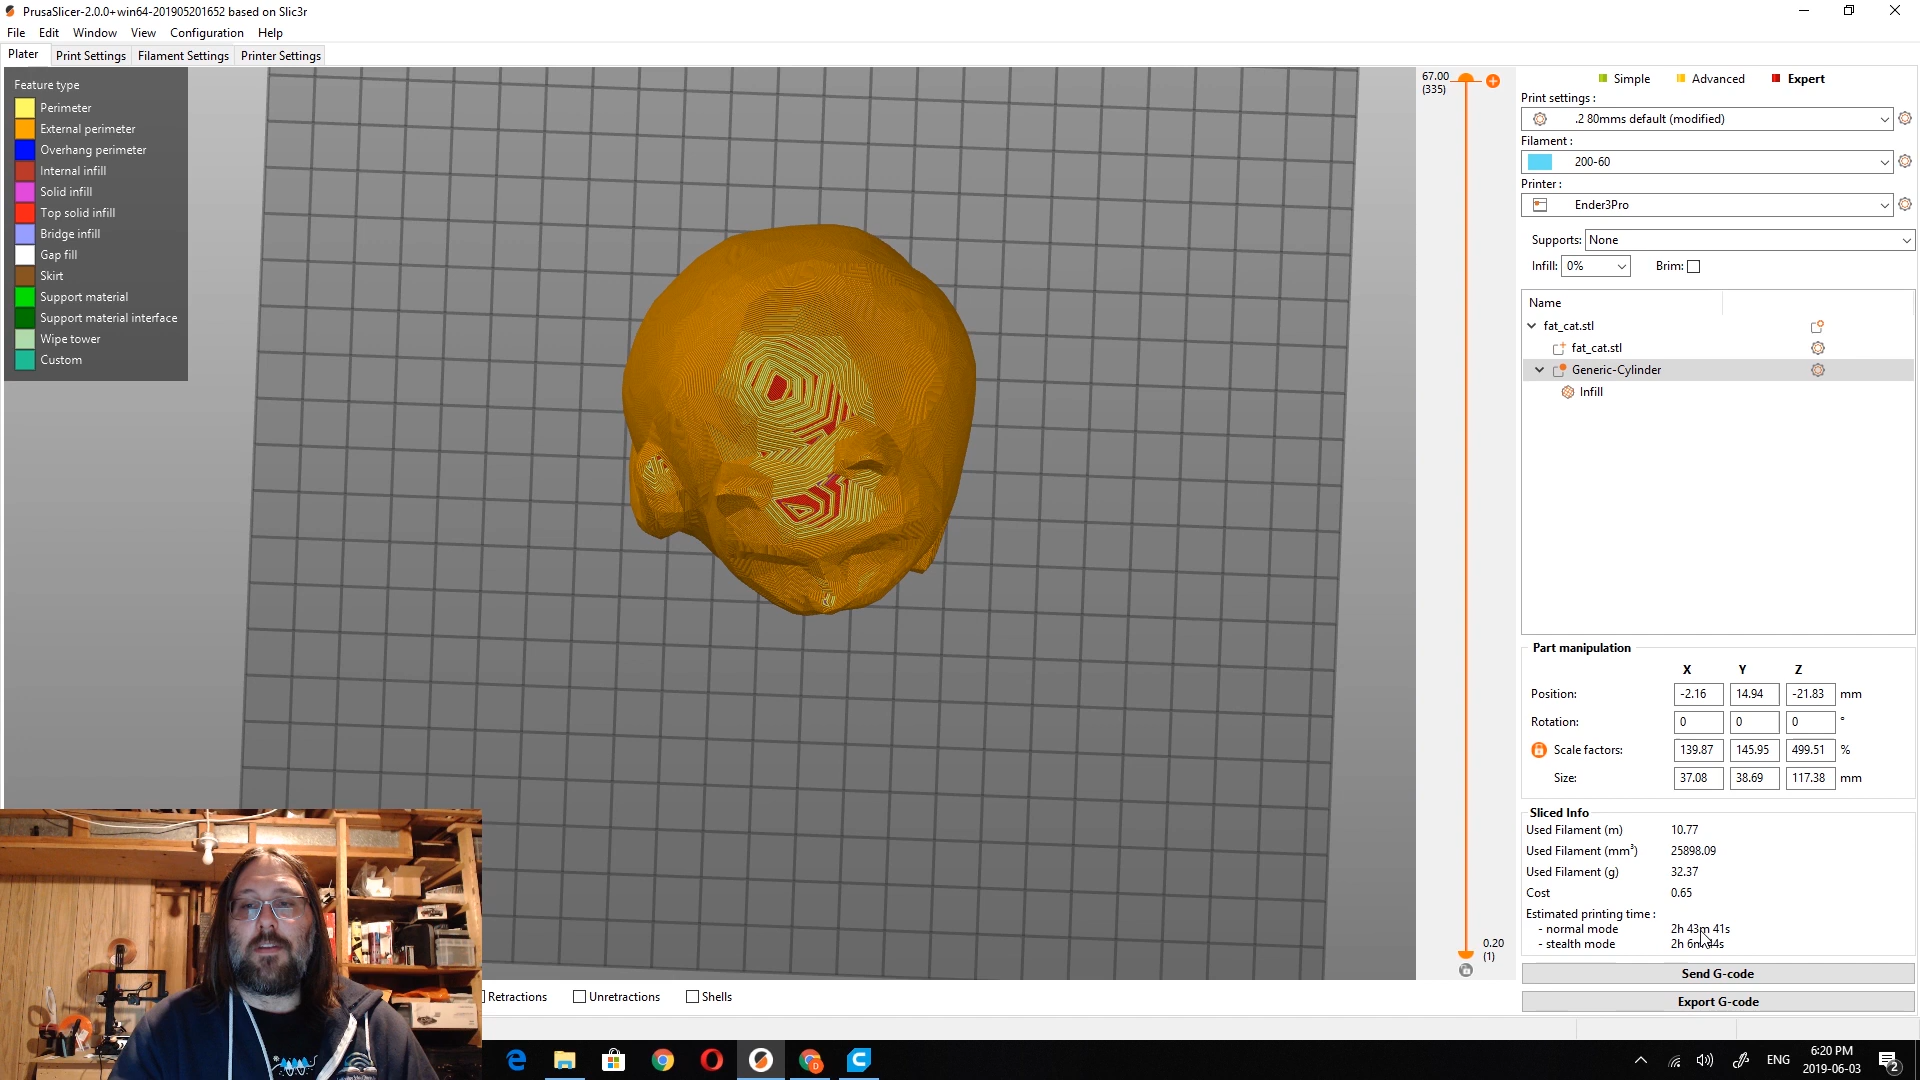 PrusaSlicer-2.0.0+win64-201905201652 based on Slic3r
File Edit Window View Configuration Help
Plater Print Settings Filament Settings Printer Settings
Feature type
Perimeter
External perimeter
Overhang perimeter
Internal infill
Solid infill
Top solid infill
Bridge infill
Gap fill
Skirt
Support material
Support material interface
Wipe tower
Custom
67.00
(335)
0.20
(1)
Retractions Unretractions Shells
Simple Advanced Expert
Print settings :
.2 80mms default (modified)
Filament :
200-60
Printer :
Ender3Pro
Supports: None
Infill: 0% Brim:
Name
fat_cat.stl
fat_cat.stl
Generic-Cylinder
Infill
Part manipulation
X Y Z
Position: -2.16 14.94 -21.83 mm
Rotation: 0 0 0 °
Scale factors: 139.87 145.95 499.51 %
Size: 37.08 38.69 117.38 mm
Sliced Info
Used Filament (m) 10.77
Used Filament (mm³) 25898.09
Used Filament (g) 32.37
Cost 0.65
Estimated printing time :
- normal mode 2h 43m 41s
- stealth mode 2h 6m 44s
Send G-code
Export G-code
ENG
6:20 PM
2019-06-03
2